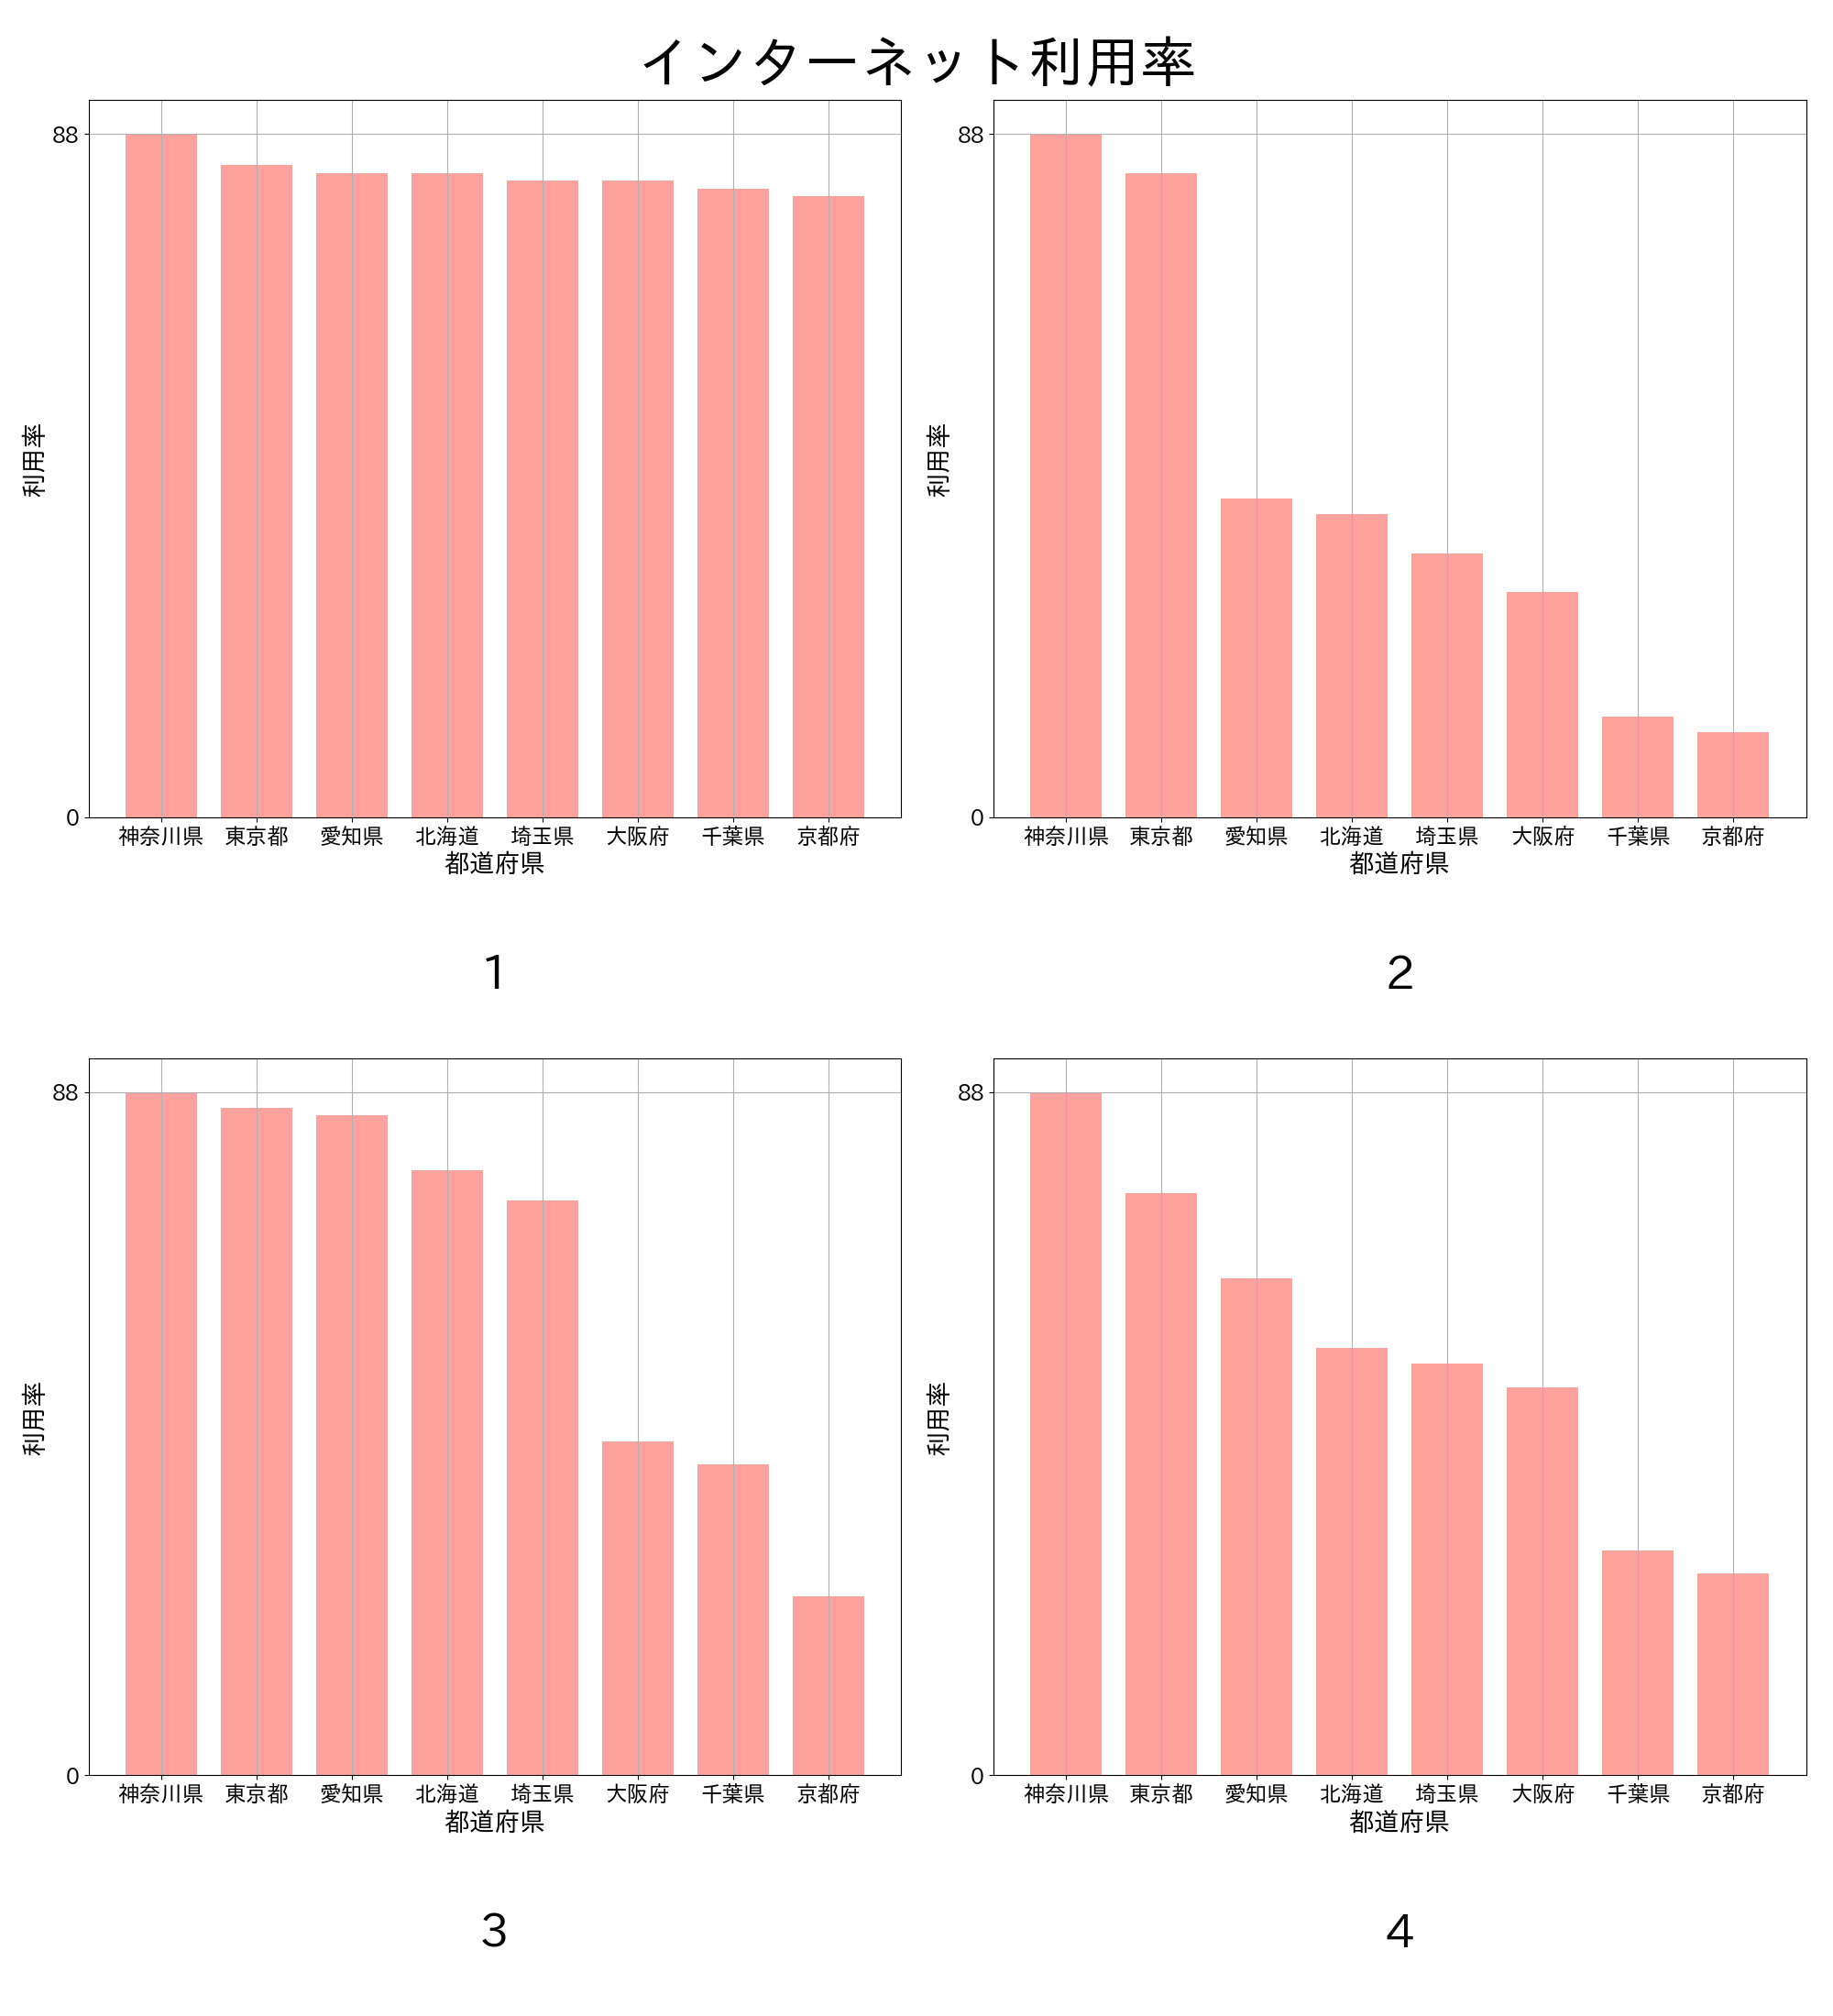 インターネット利用率
88
0
利用率
神奈川県 東京都 愛知県 北海道 埼玉県 大阪府 千葉県 京都府
都道府県
1
88
0
利用率
神奈川県 東京都 愛知県 北海道 埼玉県 大阪府 千葉県 京都府
都道府県
2
88
0
利用率
神奈川県 東京都 愛知県 北海道 埼玉県 大阪府 千葉県 京都府
都道府県
3
88
0
利用率
神奈川県 東京都 愛知県 北海道 埼玉県 大阪府 千葉県 京都府
都道府県
4